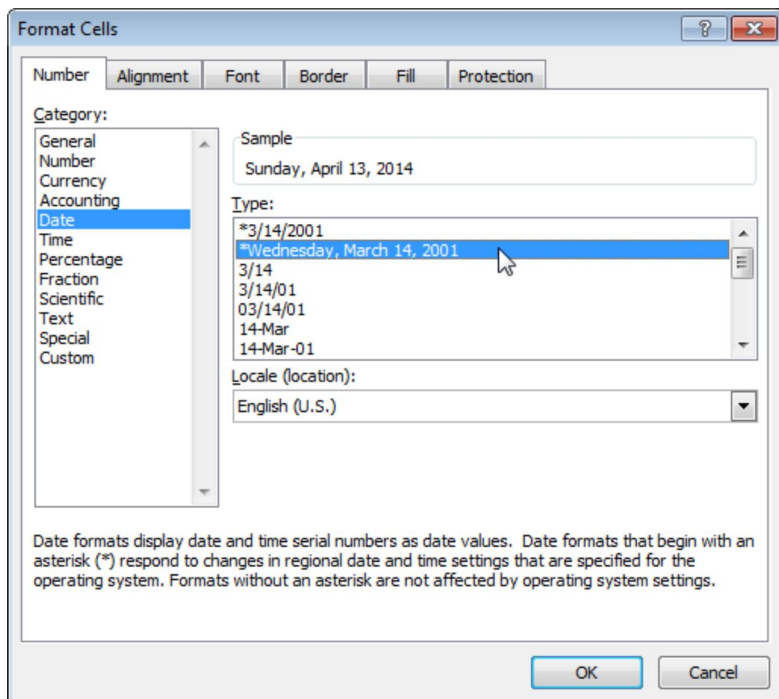 Format Cells
Number Alignment Font Border Fill Protection
Category:
General
Number
Currency
Accounting
Date
Time
Percentage
Fraction
Scientific
Text
Special
Custom
Sample
Sunday, April 13, 2014
Type:
*3/14/2001
*Wednesday, March 14, 2001
3/14
3/14/01
03/14/01
14-Mar
14-Mar-01
Locale (location):
English (U.S.)
Date formats display date and time serial numbers as date values.  Date formats that begin with an
asterisk (*) respond to changes in regional date and time settings that are specified for the
operating system. Formats without an asterisk are not affected by operating system settings.
OK Cancel